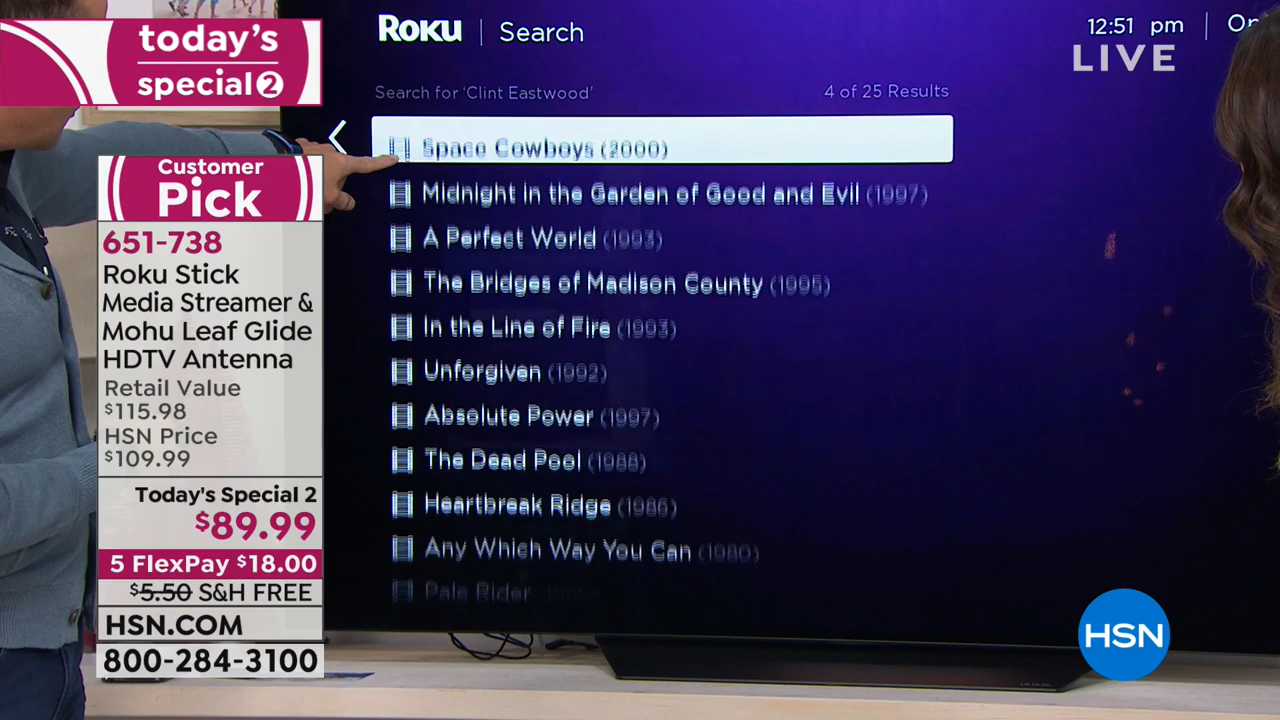 today's
special 2
Customer
Pick
651-738
Roku Stick
Media Streamer &
Mohu Leaf Glide
HDTV Antenna
Retail Value
$115.98
HSN Price
$109.99
Today's Special 2
$89.99
5 FlexPay $18.00
$5.50 S&H FREE
HSN.COM
800-284-3100
Roku | Search
12:51 pm
LIVE
Search for 'Clint Eastwood'
4 of 25 Results
Space Cowboys (2000)
Midnight in the Garden of Good and Evil (1997)
A Perfect World (1993)
The Bridges of Madison County (1995)
In the Line of Fire (1993)
Unforgiven (1992)
Absolute Power (1997)
The Dead Pool (1988)
Heartbreak Ridge (1986)
Any Which Way You Can (1980)
Pale Rider
HSN